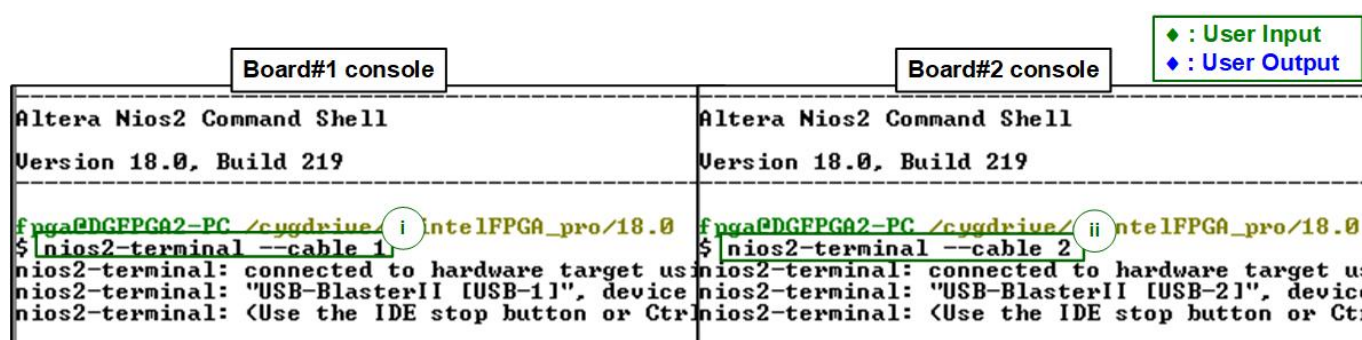 ♦ : User Input
♦ : User Output
Board#1 console
Altera Nios2 Command Shell
Version 18.0, Build 219
fpga@DGFPGA2-PC /cygdrive/ i intelFPGA_pro/18.0
$ nios2-terminal --cable 1
nios2-terminal: connected to hardware target usi
nios2-terminal: "USB-BlasterII [USB-1]", device
nios2-terminal: (Use the IDE stop button or Ctrl
Board#2 console
Altera Nios2 Command Shell
Version 18.0, Build 219
fpga@DGFPGA2-PC /cygdrive/ ii ntelFPGA_pro/18.0
$ nios2-terminal --cable 2
nios2-terminal: connected to hardware target us
nios2-terminal: "USB-BlasterII [USB-2]", devic
nios2-terminal: (Use the IDE stop button or Ct